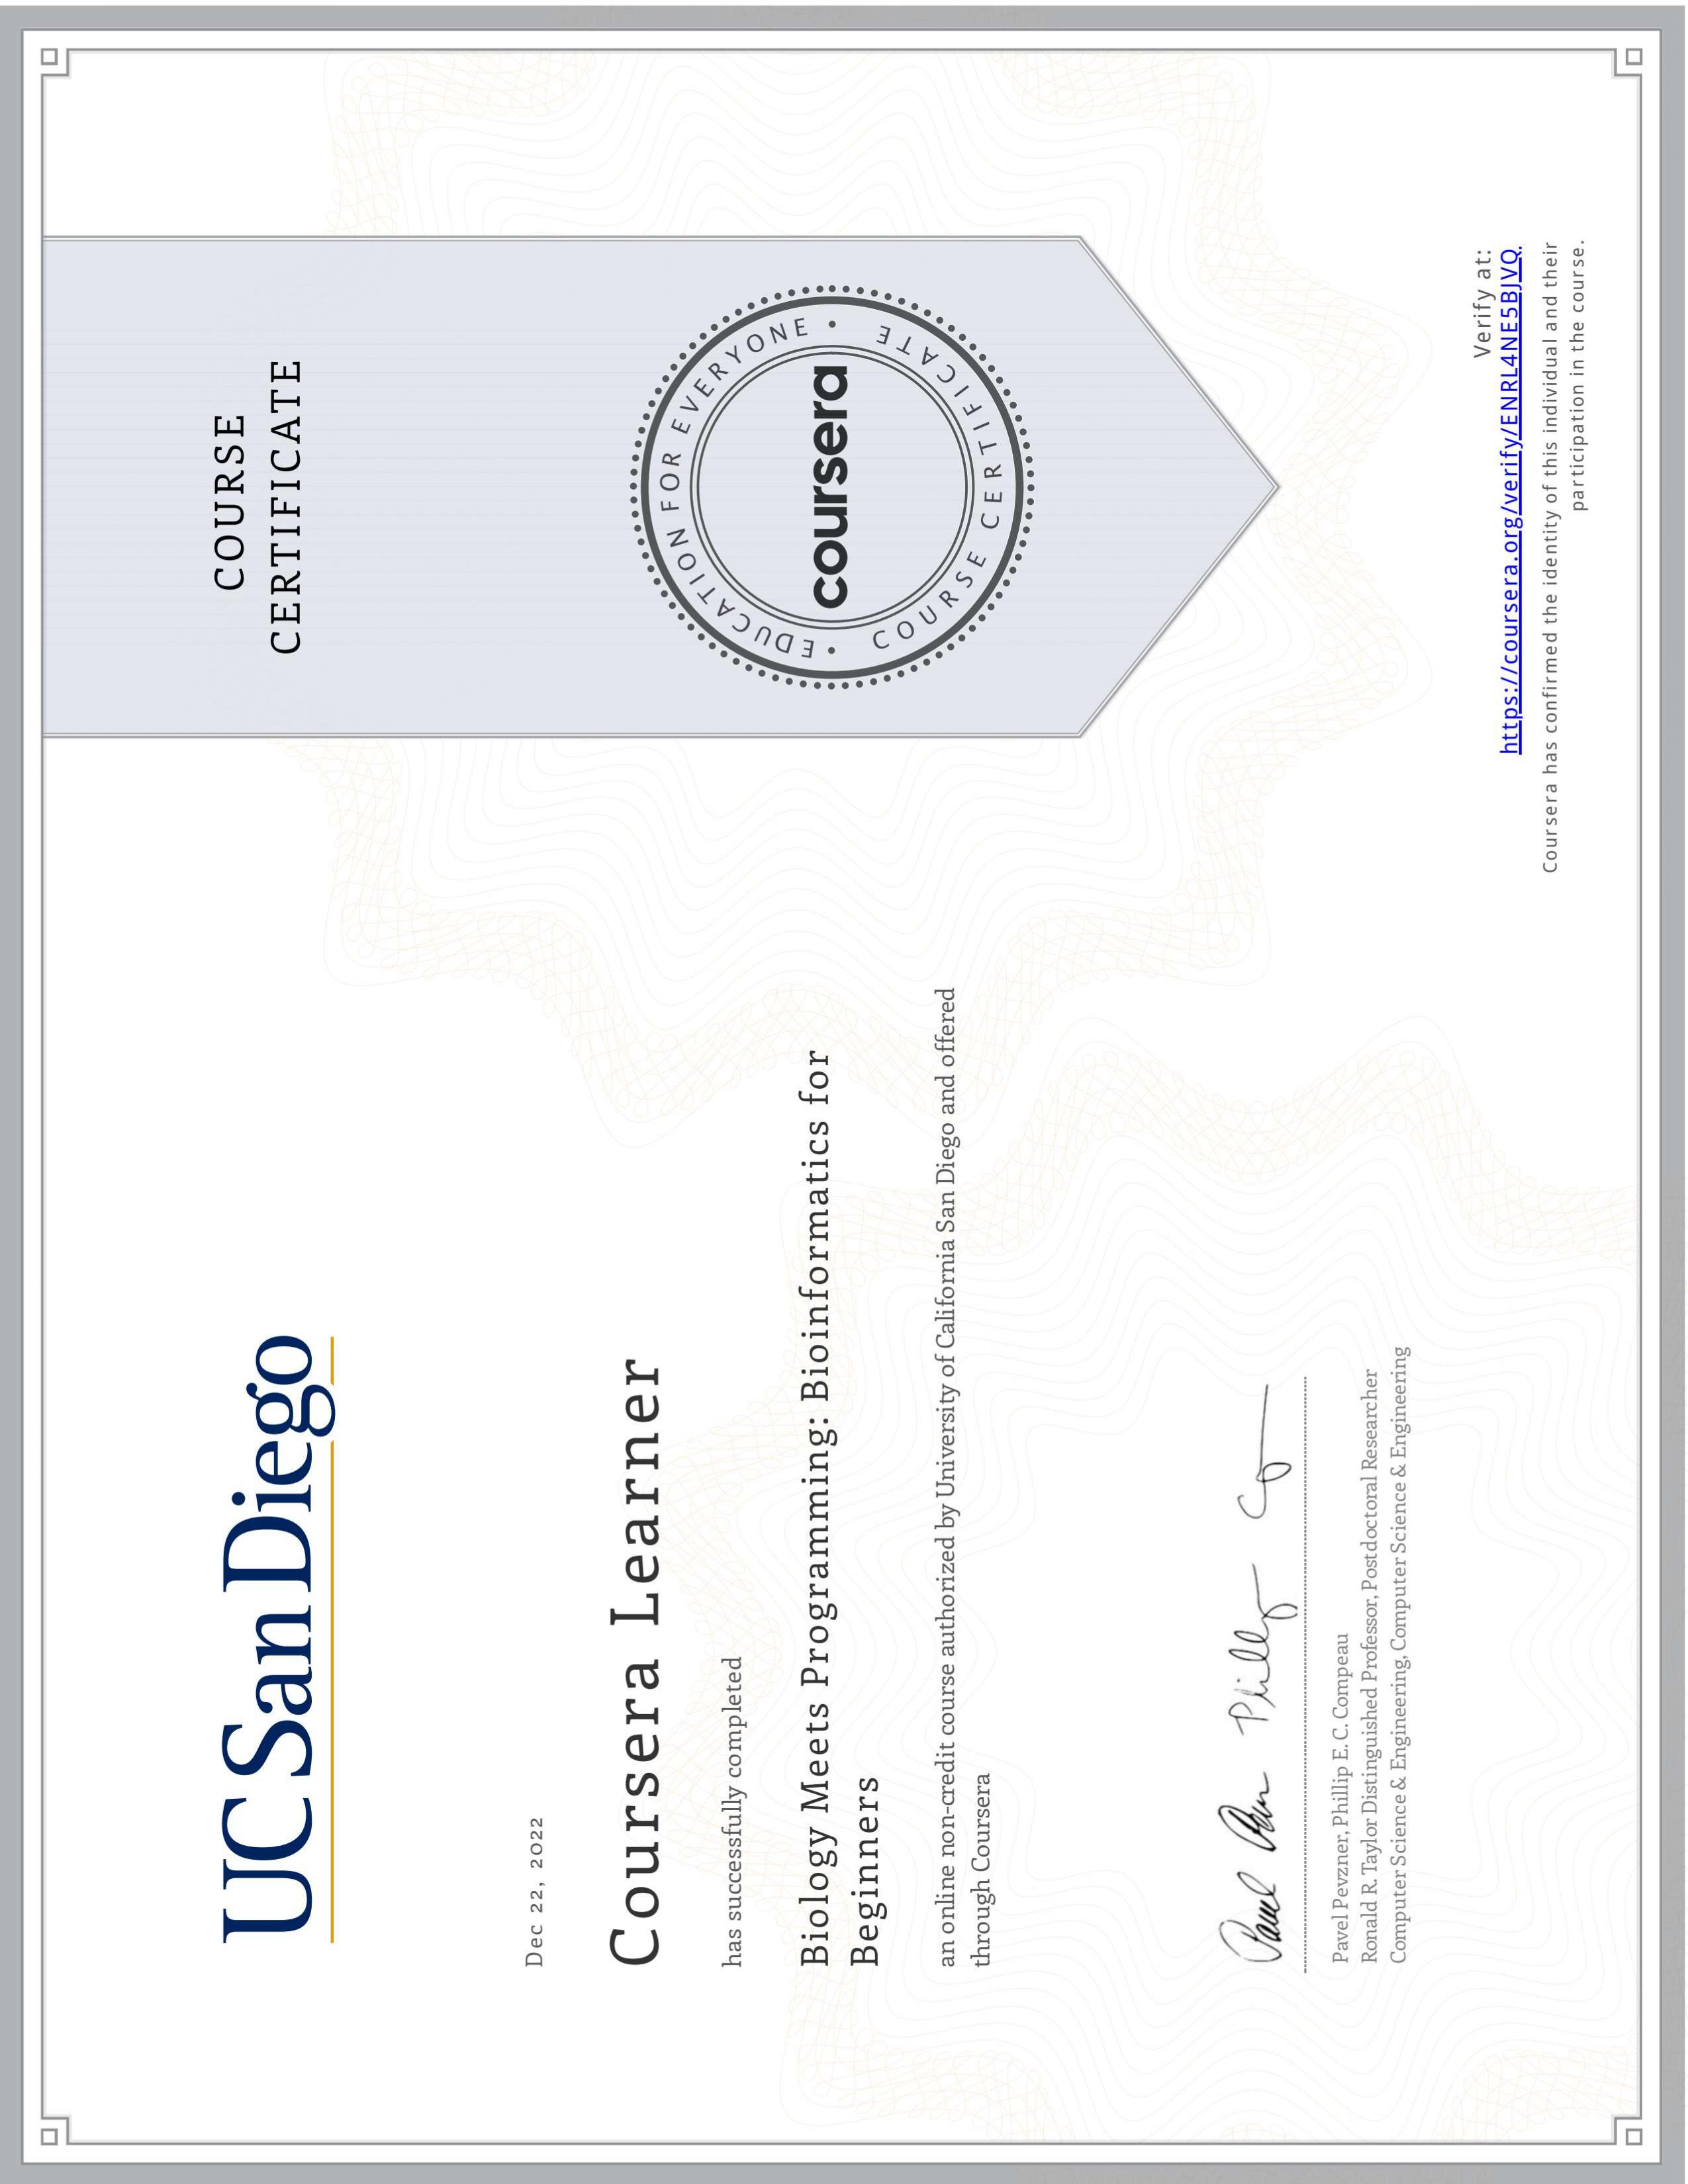 UC San Diego
Dec 22, 2022
Coursera Learner
has successfully completed
Biology Meets Programming: Bioinformatics for
Beginners
an online non-credit course authorized by University of California San Diego and offered
through Coursera
Pavel Pevzner, Phillip E. C. Compeau
Ronald R. Taylor Distinguished Professor, Postdoctoral Researcher
Computer Science & Engineering, Computer Science & Engineering
COURSE
CERTIFICATE
EDUCATION FOR EVERYONE
coursera
COURSE CERTIFICATE
Verify at:
https://coursera.org/verify/ENRL4NE5BJVQ
Coursera has confirmed the identity of this individual and their
participation in the course.